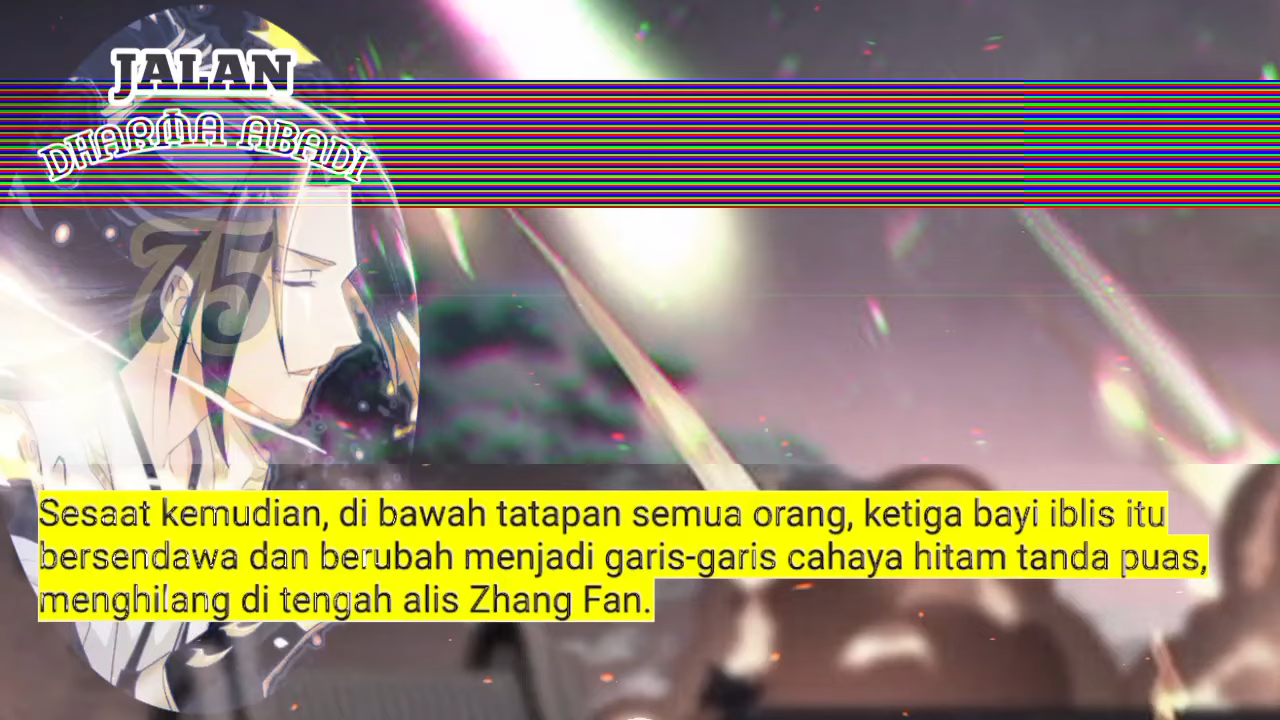 JALAN
DHARMA ABADI
75
Sesaat kemudian, di bawah tatapan semua orang, ketiga bayi iblis itu
bersendawa dan berubah menjadi garis-garis cahaya hitam tanda puas,
menghilang di tengah alis Zhang Fan.